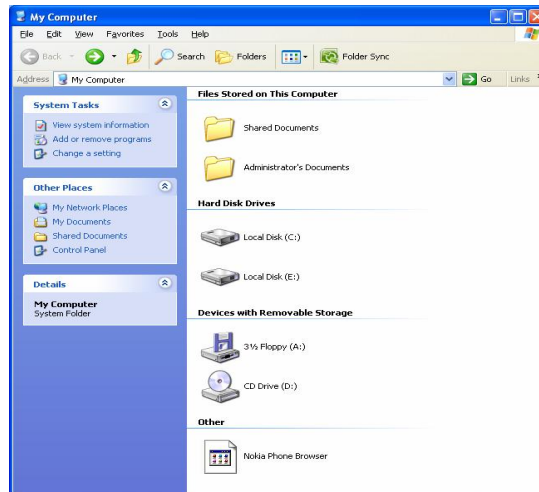 My Computer
File Edit View Favorites Tools Help
Back Search Folders Folder Sync
Address My Computer Go Links
System Tasks
View system information
Add or remove programs
Change a setting
Other Places
My Network Places
My Documents
Shared Documents
Control Panel
Details
My Computer
System Folder
Files Stored on This Computer
Shared Documents
Administrator's Documents
Hard Disk Drives
Local Disk (C:)
Local Disk (E:)
Devices with Removable Storage
3½ Floppy (A:)
CD Drive (D:)
Other
Nokia Phone Browser